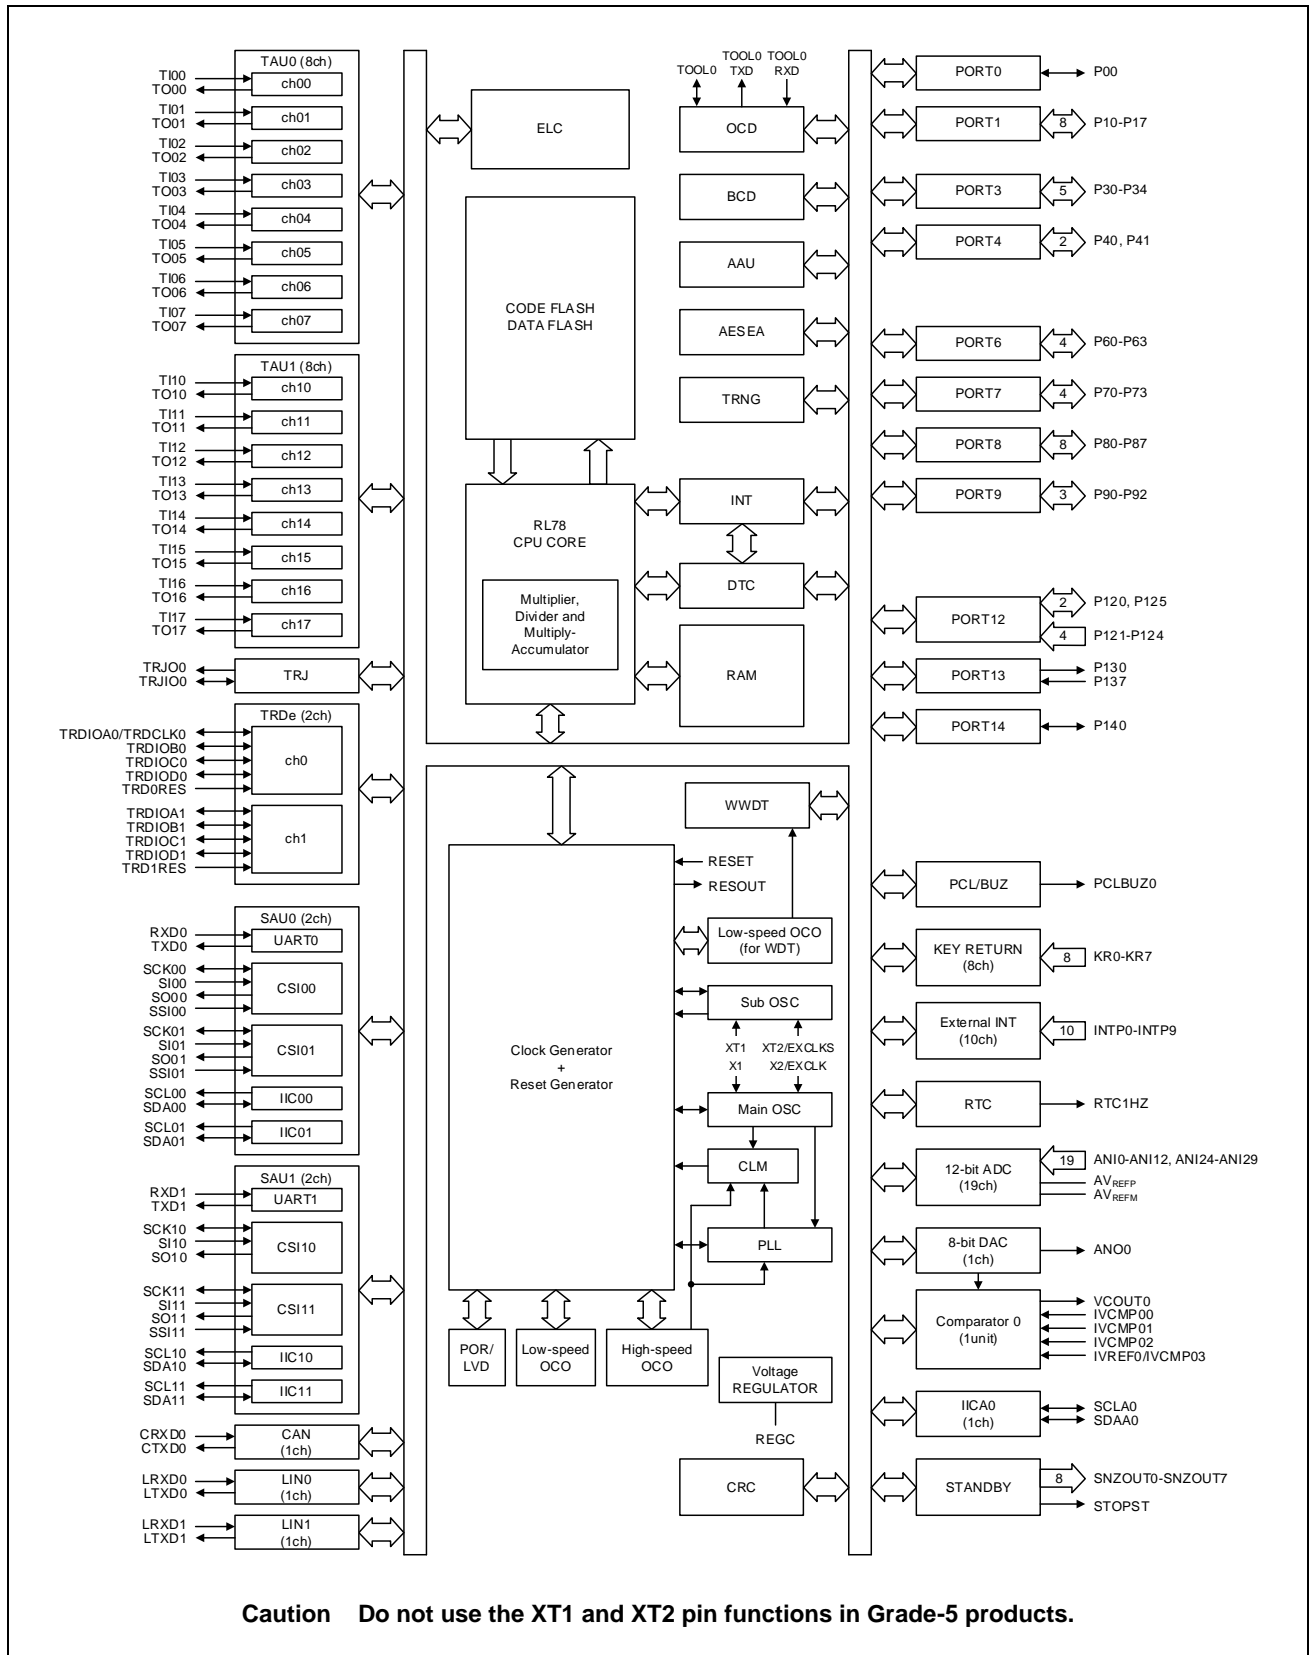 TAU0 (8ch)
TI00
TO00
ch00
TI01
TO01
ch01
TI02
TO02
ch02
TI03
TO03
ch03
TI04
TO04
ch04
TI05
TO05
ch05
TI06
TO06
ch06
TI07
TO07
ch07
TAU1 (8ch)
TI10
TO10
ch10
TI11
TO11
ch11
TI12
TO12
ch12
TI13
TO13
ch13
TI14
TO14
ch14
TI15
TO15
ch15
TI16
TO16
ch16
TI17
TO17
ch17
TRJO0
TRJIO0
TRJ
TRDe (2ch)
TRDIOA0/TRDCLK0
TRDIOB0
TRDIOC0
TRDIOD0
TRD0RES
ch0
TRDIOA1
TRDIOB1
TRDIOC1
TRDIOD1
TRD1RES
ch1
SAU0 (2ch)
RXD0
TXD0
UART0
SCK00
SI00
SO00
SSI00
CSI00
SCK01
SI01
SO01
SSI01
CSI01
SCL00
SDA00
IIC00
SCL01
SDA01
IIC01
SAU1 (2ch)
RXD1
TXD1
UART1
SCK10
SI10
SO10
CSI10
SCK11
SI11
SO11
SSI11
CSI11
SCL10
SDA10
IIC10
SCL11
SDA11
IIC11
CRXD0
CTXD0
CAN
(1ch)
LRXD0
LTXD0
LIN0
(1ch)
LRXD1
LTXD1
LIN1
(1ch)
ELC
CODE FLASH
DATA FLASH
RL78
CPU CORE
Multiplier,
Divider and
Multiply-
Accumulator
TOOL0
TOOL0
TXD
TOOL0
RXD
OCD
BCD
AAU
AESEA
TRNG
INT
DTC
RAM
WWDT
Clock Generator
+
Reset Generator
RESET
RESOUT
Low-speed OCO
(for WDT)
Sub OSC
XT1
XT2/EXCLKS
X1
X2/EXCLK
Main OSC
CLM
PLL
POR/
LVD
Low-speed
OCO
High-speed
OCO
Voltage
REGULATOR
REGC
CRC
PORT0
P00
PORT1
8
P10-P17
PORT3
5
P30-P34
PORT4
2
P40, P41
PORT6
4
P60-P63
PORT7
4
P70-P73
PORT8
8
P80-P87
PORT9
3
P90-P92
PORT12
2
P120, P125
4
P121-P124
PORT13
P130
P137
PORT14
P140
PCL/BUZ
PCLBUZ0
KEY RETURN
(8ch)
8
KR0-KR7
External INT
(10ch)
10
INTP0-INTP9
RTC
RTC1HZ
12-bit ADC
(19ch)
19
ANI0-ANI12, ANI24-ANI29
AVREFP
AVREFM
8-bit DAC
(1ch)
ANO0
Comparator 0
(1unit)
VCOUT0
IVCMP00
IVCMP01
IVCMP02
IVREF0/IVCMP03
IICA0
(1ch)
SCLA0
SDAA0
STANDBY
8
SNZOUT0-SNZOUT7
STOPST
Caution Do not use the XT1 and XT2 pin functions in Grade-5 products.